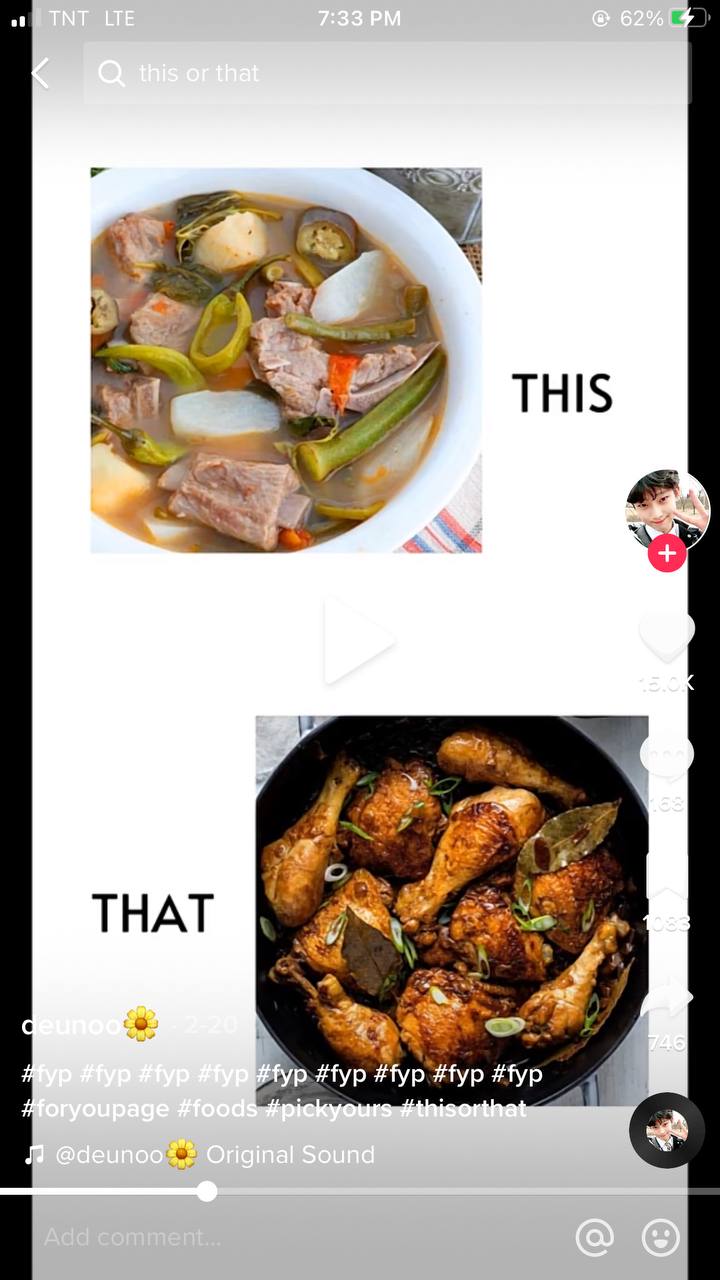 TNT LTE 7:33 PM 62%
this or that
THIS
15.0K
168
1083
THAT
746
deunoo🌼 · 2-20
#fyp #fyp #fyp #fyp #fyp #fyp #fyp #fyp #fyp
#foryoupage #foods #pickyours #thisorthat
@deunoo🌼 Original Sound
Add comment...